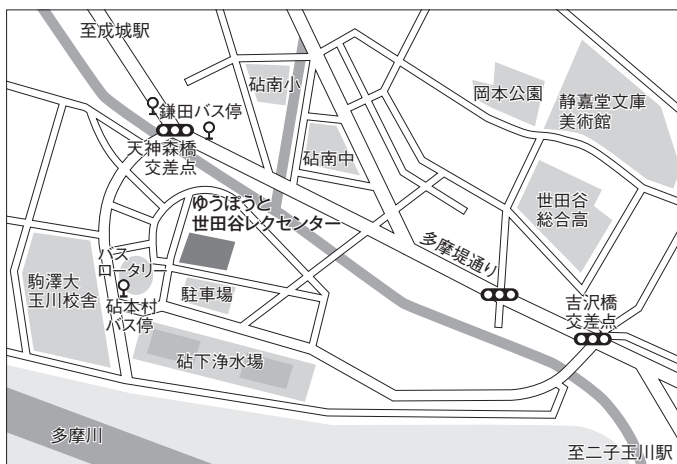 至成城駅
砧南小
鎌田バス停
天神森橋
交差点
砧南中
岡本公園
静嘉堂文庫
美術館
世田谷
総合高
ゆうぽうと
世田谷レクセンター
多摩堤通り
バス
ロータリー
駒澤大
玉川校舎
砧本村
バス停
駐車場
吉沢橋
交差点
砧下浄水場
多摩川
至二子玉川駅